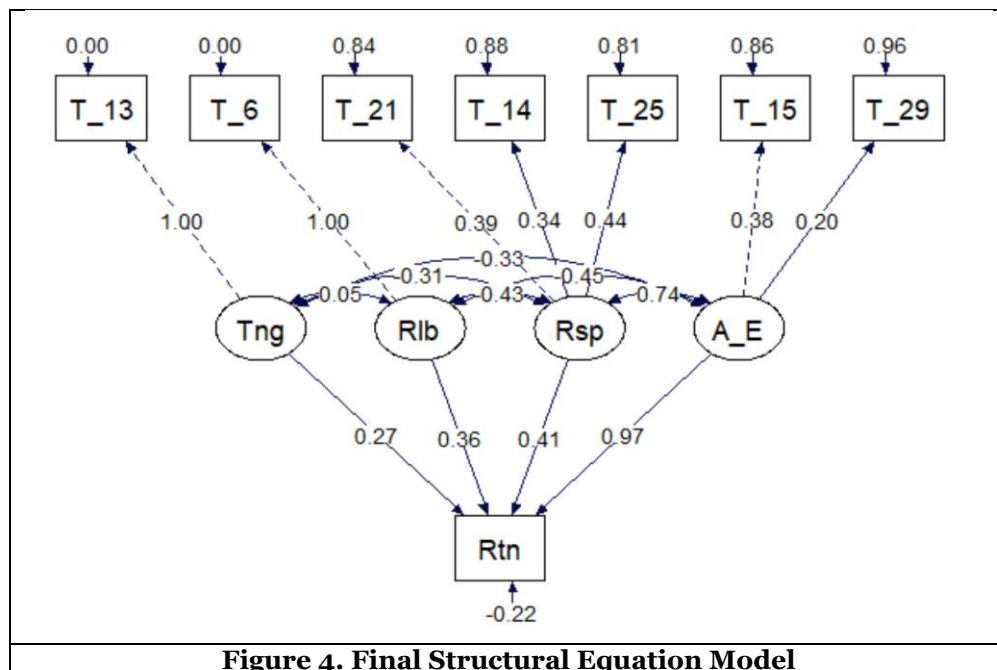 0.00 0.00 0.84 0.88 0.81 0.86 0.96
T_13 T_6 T_21 T_14 T_25 T_15 T_29
1.00 1.00 0.39 0.34 0.44 0.38 0.20
-0.33
-0.31 -0.45
0.05 -0.43 -0.74
Tng Rlb Rsp A_E
0.27 0.36 0.41 0.97
Rtn
-0.22
Figure 4. Final Structural Equation Model